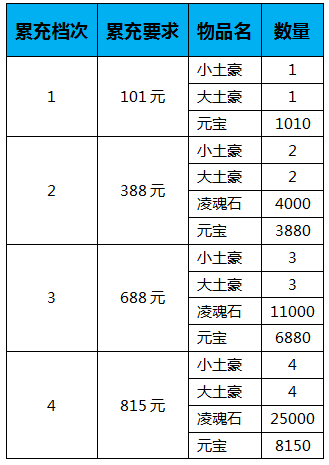 累充档次 累充要求 物品名 数量
1 101元 小土豪 1
大土豪 1
元宝 1010
2 388元 小土豪 2
大土豪 2
凌魂石 4000
元宝 3880
3 688元 小土豪 3
大土豪 3
凌魂石 11000
元宝 6880
4 815元 小土豪 4
大土豪 4
凌魂石 25000
元宝 8150